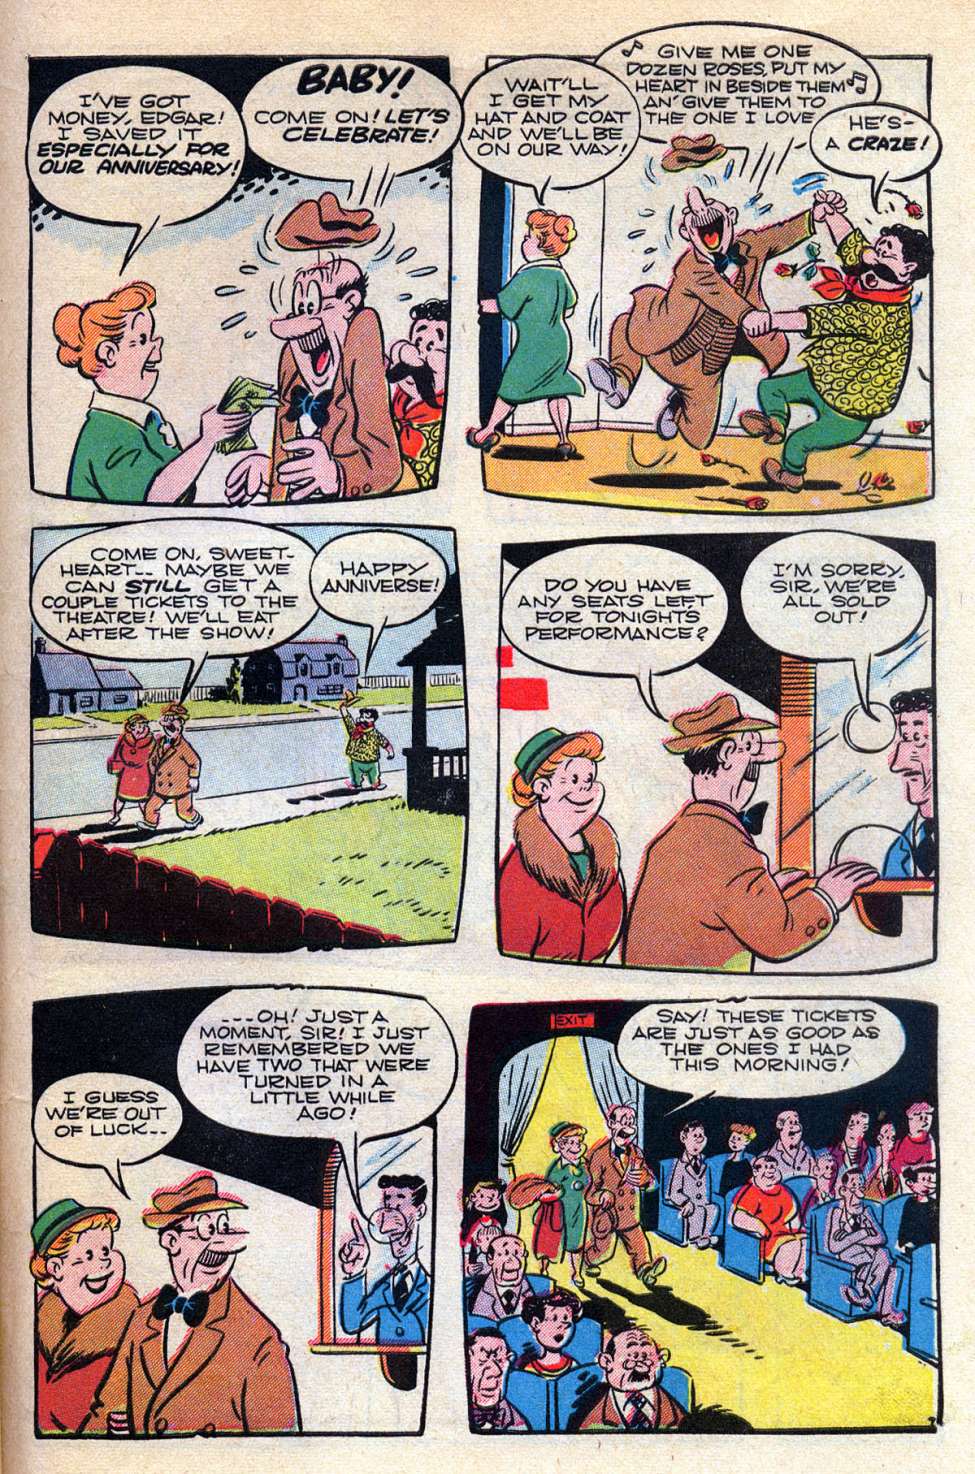 I'VE GOT
MONEY, EDGAR!
I SAVED IT
ESPECIALLY FOR
OUR ANNIVERSARY!
BABY!
COME ON! LET'S
CELEBRATE!
WAIT'LL
I GET MY
HAT AND COAT
AND WE'LL BE
ON OUR WAY!
GIVE ME ONE
DOZEN ROSES, PUT MY
HEART IN BESIDE THEM
AN' GIVE THEM TO
THE ONE I LOVE
HE'S-
A CRAZE!
COME ON, SWEET-
HEART-- MAYBE WE
CAN STILL GET A
COUPLE TICKETS TO THE
THEATRE! WE'LL EAT
AFTER THE SHOW!
HAPPY
ANNIVERSE!
DO YOU HAVE
ANY SEATS LEFT
FOR TONIGHTS
PERFORMANCE?
I'M SORRY,
SIR, WE'RE
ALL SOLD
OUT!
I GUESS
WE'RE OUT
OF LUCK--
---OH! JUST A
MOMENT, SIR! I JUST
REMEMBERED WE
HAVE TWO THAT WERE
TURNED IN A
LITTLE WHILE
AGO!
EXIT
SAY! THESE TICKETS
ARE JUST AS GOOD AS
THE ONES I HAD
THIS MORNING!